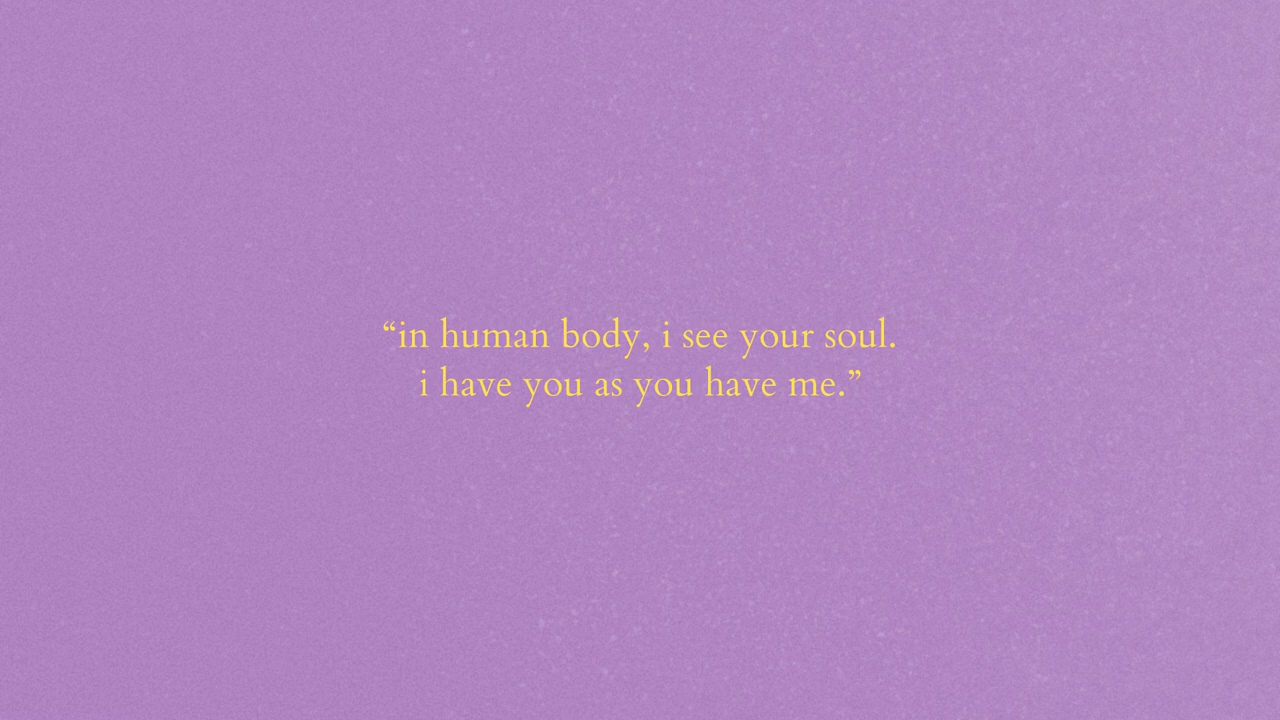 “in human body, i see your soul.
i have you as you have me.”